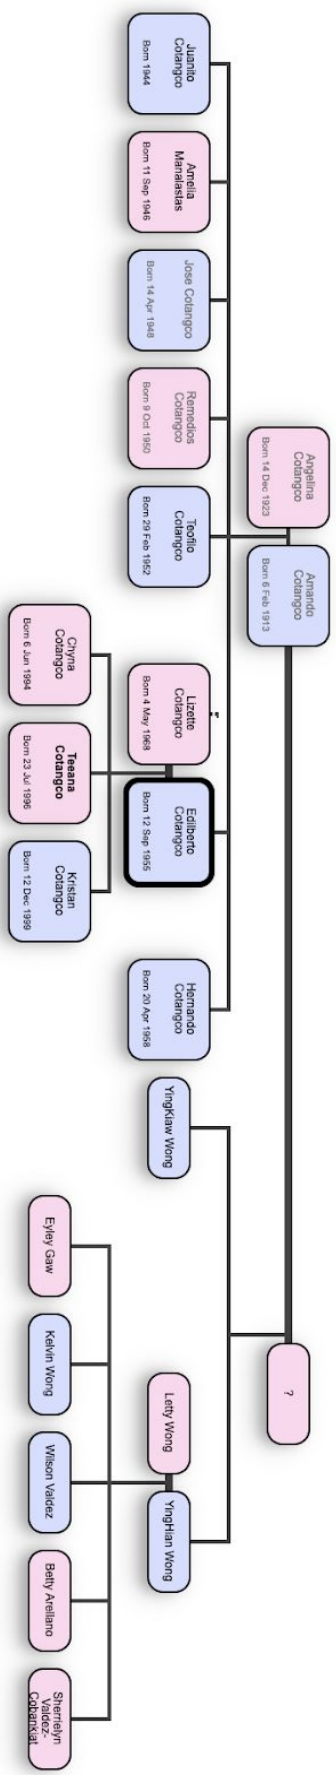 Angelina
Cotangco
Born 14 Dec 1923
Amando
Cotangco
Born 6 Feb 1913
?
Juanito
Cotangco
Born 1944
Amelia
Manalastas
Born 11 Sep 1946
Jose Cotangco
Born 14 Apr 1948
Remedios
Cotangco
Born 9 Oct 1950
Teofilo
Cotangco
Born 29 Feb 1952
Lizette
Cotangco
Born 4 May 1968
Edilberto
Cotangco
Born 12 Sep 1955
Hernando
Cotangco
Born 20 Apr 1958
YingKiaw Wong
Letty Wong
YingHian Wong
Chyna
Cotangco
Born 6 Jun 1994
Teeana
Cotangco
Born 23 Jul 1996
Kristan
Cotangco
Born 12 Dec 1999
Eyley Gaw
Kelvin Wong
Wilson Valdez
Betty Arellano
Sherrielyn
Valdez-
Cobankiat